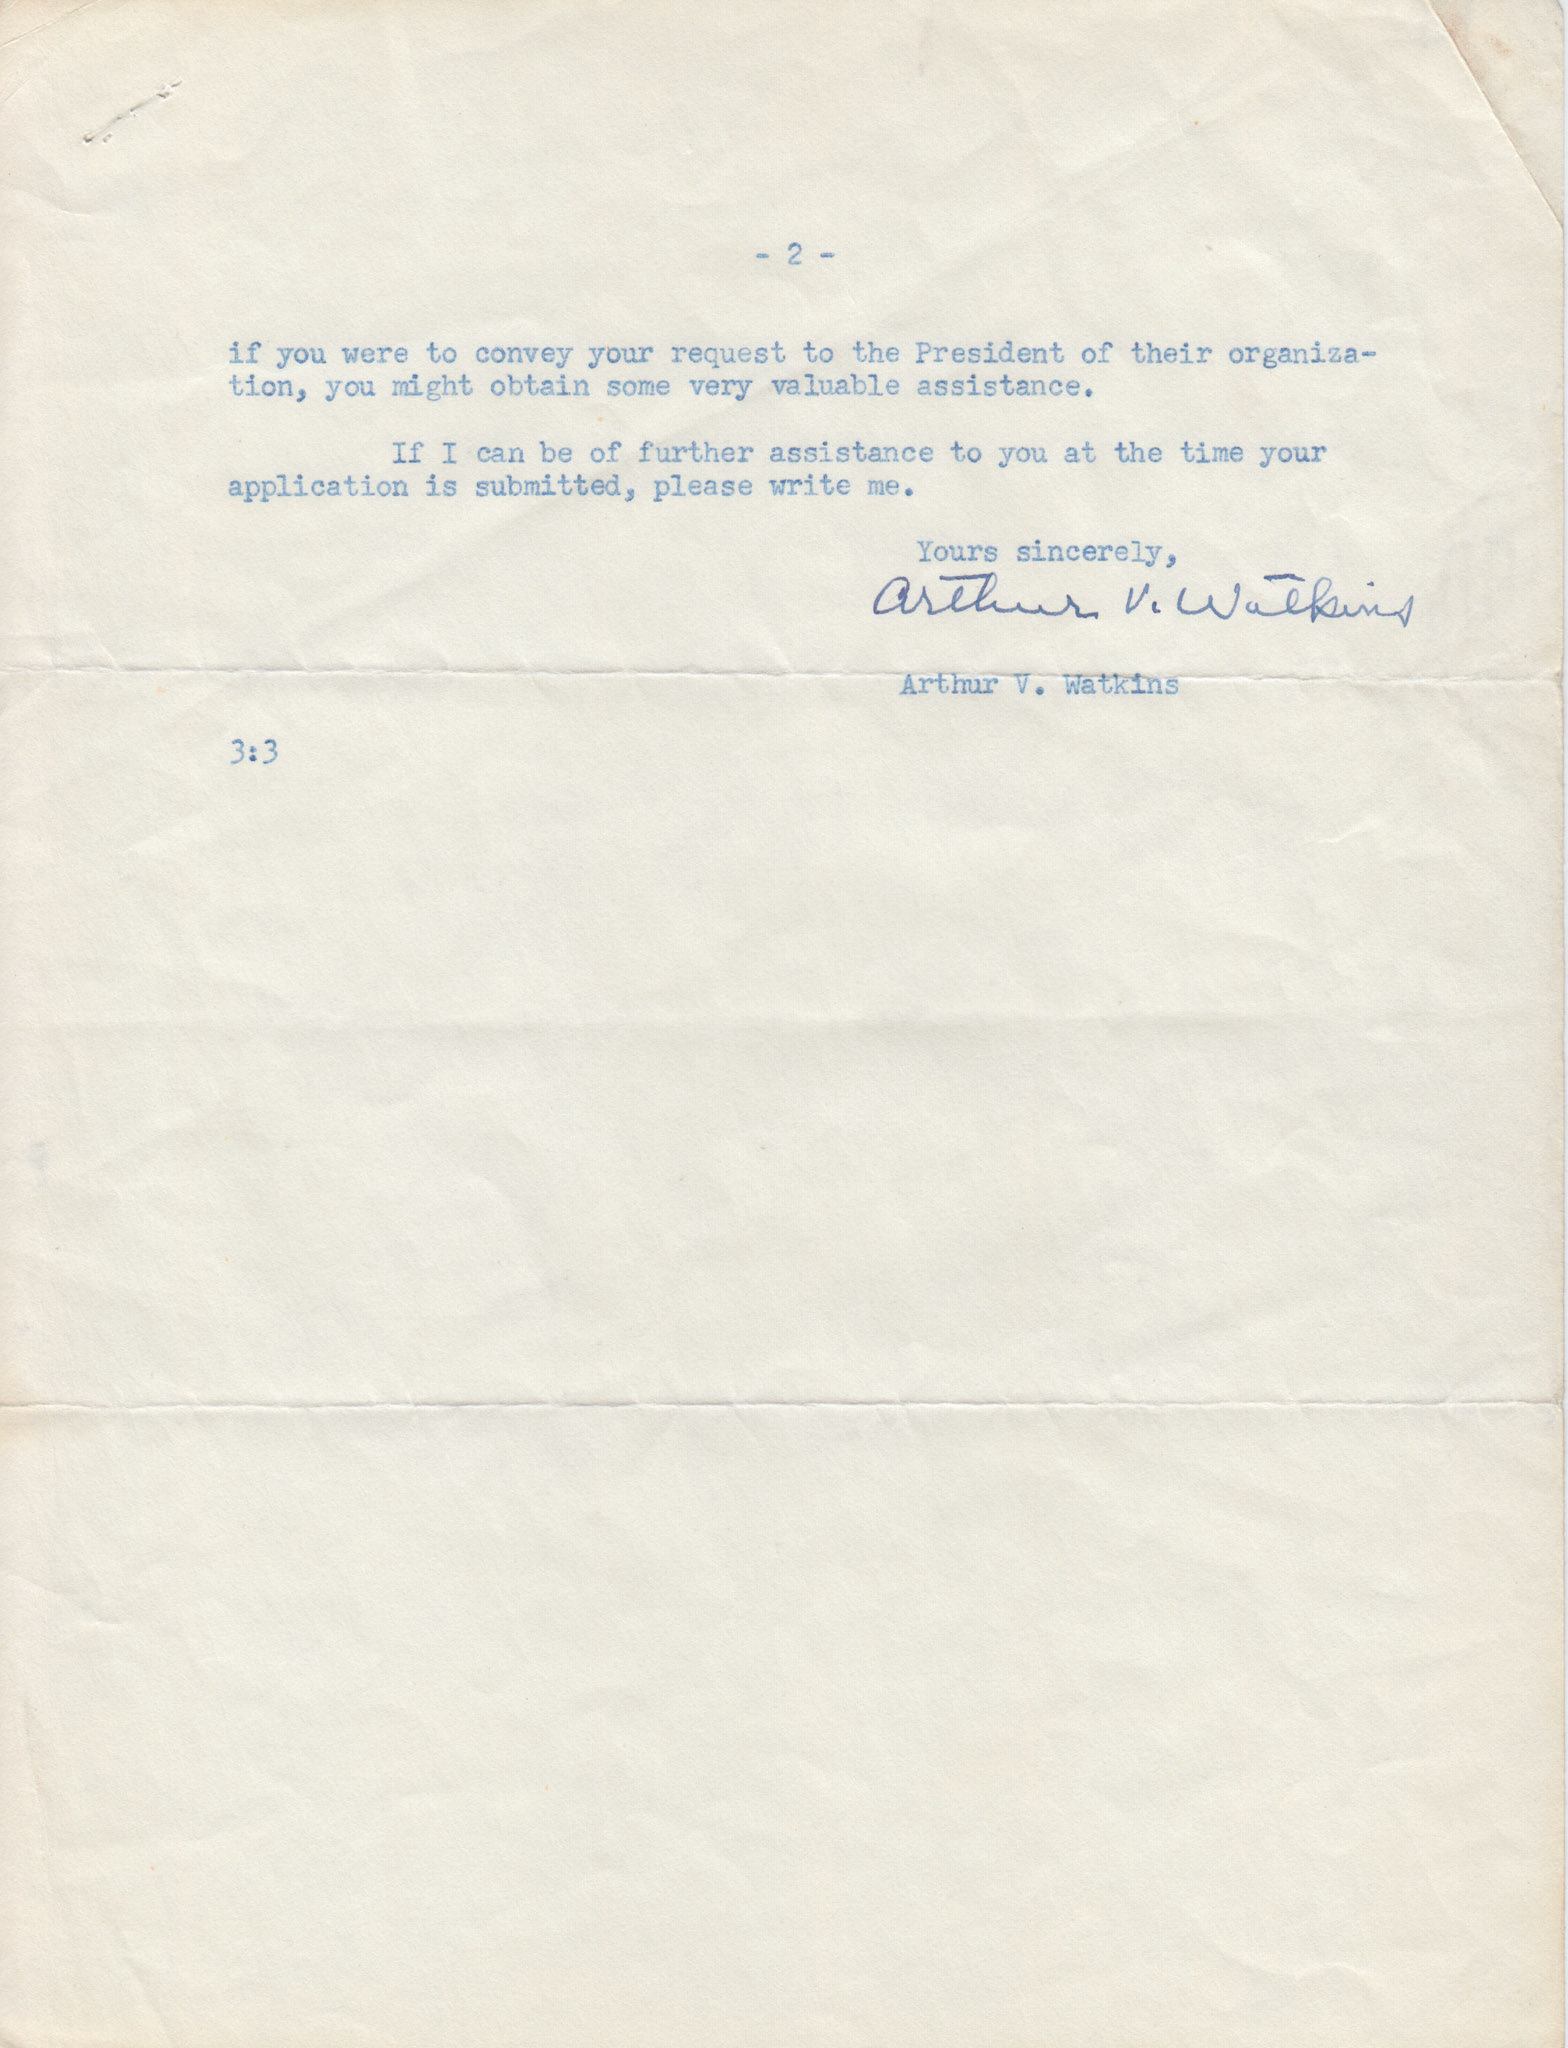 - 2 -
if you were to convey your request to the President of their organiza-
tion, you might obtain some very valuable assistance.
If I can be of further assistance to you at the time your
application is submitted, please write me.
Yours sincerely,
Arthur V. Watkins
Arthur V. Watkins
3:3